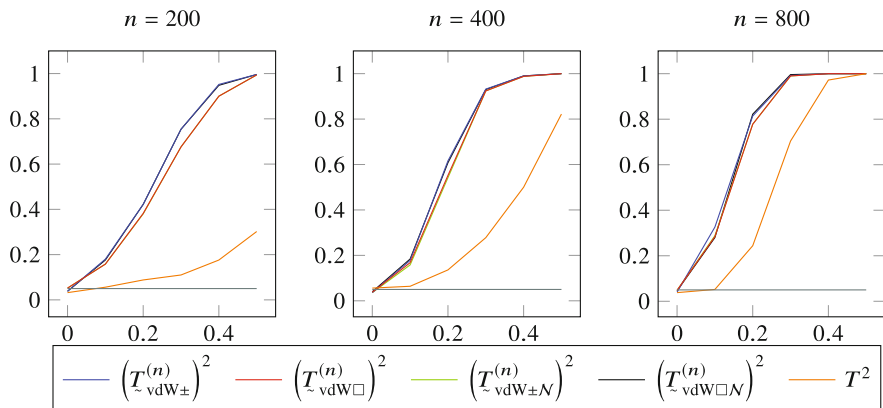 n = 200 n = 400 n = 800
1 1 1
0.8 0.8 0.8
0.6 0.6 0.6
0.4 0.4 0.4
0.2 0.2 0.2
0 0 0
0 0.2 0.4 0 0.2 0.4 0 0.2 0.4
(T̰^{(n)}_{vdW±})^2 (T̰^{(n)}_{vdW□})^2 (T̰^{(n)}_{vdW±𝒩})^2 (T̰^{(n)}_{vdW□𝒩})^2 T^2